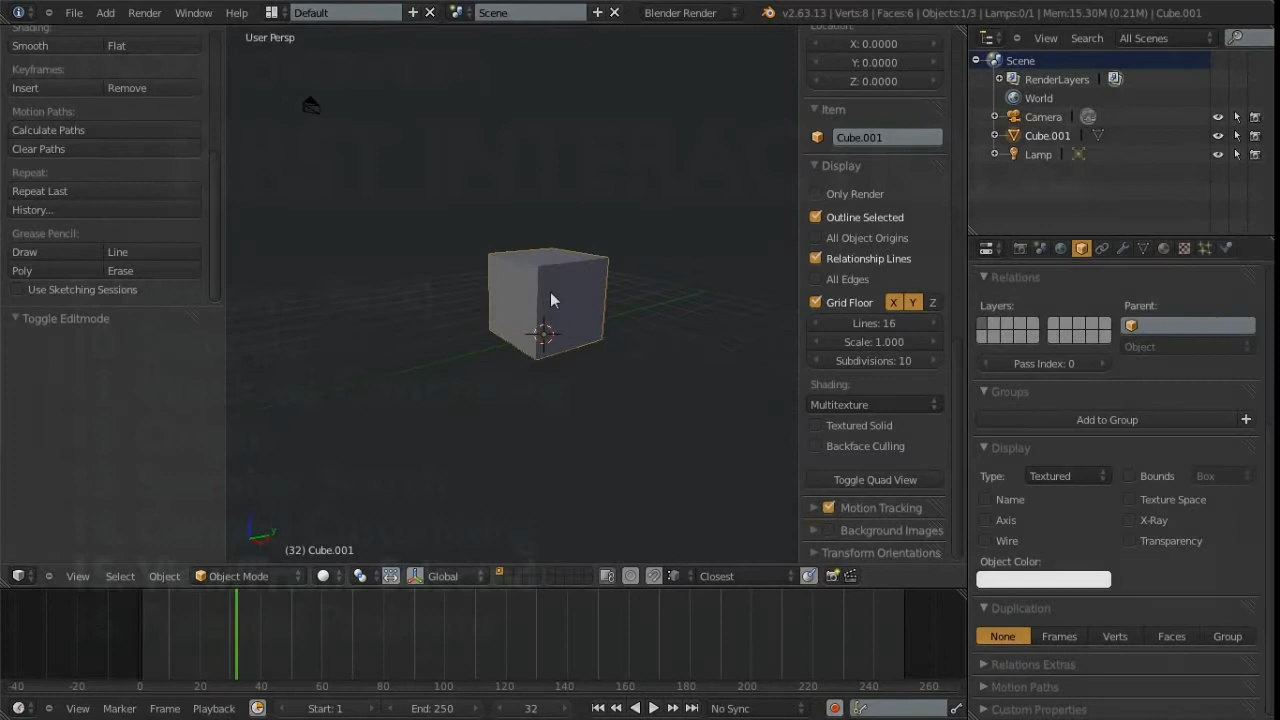 File Add Render Window Help Default Scene Blender Render v2.63.13 | Verts:8 | Faces:6 | Objects:1/3 | Lamps:0/1 | Mem:15.30M (0.21M) | Cube.001
Shading:
Smooth Flat
Keyframes:
Insert Remove
Motion Paths:
Calculate Paths
Clear Paths
Repeat:
Repeat Last
History...
Grease Pencil:
Draw Line
Poly Erase
Use Sketching Sessions
Toggle Editmode
User Persp
(32) Cube.001
Location:
X: 0.0000
Y: 0.0000
Z: 0.0000
Item
Cube.001
Display
Only Render
Outline Selected
All Object Origins
Relationship Lines
All Edges
Grid Floor X Y Z
Lines: 16
Scale: 1.000
Subdivisions: 10
Shading:
Multitexture
Textured Solid
Backface Culling
Toggle Quad View
Motion Tracking
Background Images
Transform Orientations
View Search All Scenes
Scene
RenderLayers
World
Camera
Cube.001
Lamp
Relations
Layers: Parent:
Object
Pass Index: 0
Groups
Add to Group
Display
Type: Textured Bounds Box
Name Texture Space
Axis X-Ray
Wire Transparency
Object Color:
Duplication
None Frames Verts Faces Group
Relations Extras
Motion Paths
Custom Properties
View Select Object Object Mode Global Closest
-40 -20 0 20 40 60 80 100 120 140 160 180 200 220 240 260
View Marker Frame Playback Start: 1 End: 250 32 No Sync